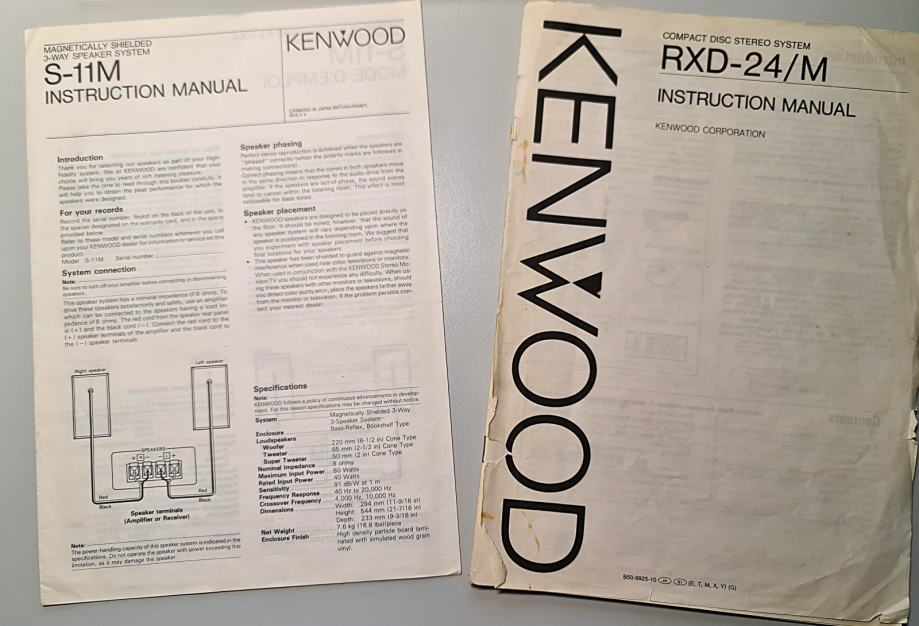 MAGNETICALLY SHIELDED
3-WAY SPEAKER SYSTEM
S-11M
INSTRUCTION MANUAL
KENWOOD
Introduction
Thank you for selecting our speakers as part of your High-
Fidelity system. We at KENWOOD are confident that your
choice will bring you years of rich listening pleasure.
Please take the time to read through this booklet carefully. It
will help you to obtain the peak performance for which the
speakers were designed.
For your records
Record the serial number, found on the back of the unit, in
the spaces designated on the warranty card, and in the space
provided below.
Refer to these model and serial numbers whenever you call
upon your KENWOOD dealer for information or service on this
product.
Model S-11M Serial number
System connection
Note:
Be sure to turn off your amplifier before connecting or disconnecting
speakers.
This speaker system has a nominal impedance of 8 ohms. To
drive these speakers satisfactorily and safely, use an amplifier
which can be connected to the speakers having a load im-
pedance of 8 ohms. The red cord from the speaker rear panel
is (+) and the black cord (−). Connect the red cord to the
(+) speaker terminals of the amplifier and the black cord to
the (−) speaker terminals.
Right speaker
Left speaker
SPEAKERS
+ − − +
Red
Black
Red
Black
Speaker terminals
(Amplifier or Receiver)
Note:
The power-handling capacity of this speaker system is indicated in the
specifications. Do not operate the speaker with power exceeding this
limitation, as it may damage the speaker.
Speaker phasing
Perfect stereo reproduction is achieved when the speakers are
"phased" correctly (when the polarity marks are followed in
making connections).
Correct phasing means that the cones in both speakers move
in the same direction in response to the audio drive from the
amplifier. If the speakers are out-of-phase, the sound waves
tend to cancel within the listening room. This effect is most
noticeable for bass tones.
Speaker placement
• KENWOOD speakers are designed to be placed directly on
the floor. It should be noted, however, that the sound of
any speaker system will vary depending upon where the
speaker is positioned in the listening room. We suggest that
you experiment with speaker placement before choosing
final locations for your speakers.
• This speaker has been shielded to guard against magnetic
interference when used near color televisions or monitors.
When used in conjunction with the KENWOOD Stereo Mo-
nitor/TV you should not experience any difficulty. When us-
ing these speakers with other monitors or televisions, should
you detect color purity error, place the speakers farther away
from the monitor or television. If the problem persists con-
tact your nearest dealer.
Specifications
Note:
KENWOOD follows a policy of continuous advancements in develop-
ment. For this reason specifications may be changed without notice.
System Magnetically Shielded 3-Way
3-Speaker System
Enclosure Bass-Reflex, Bookshelf Type
Loudspeakers
Woofer 220 mm (8-1/2 in) Cone Type
Tweeter 65 mm (2-1/2 in) Cone Type
Super Tweeter 50 mm (2 in) Cone Type
Nominal Impedance 8 ohms
Maximum Input Power 80 Watts
Rated Input Power 40 Watts
Sensitivity 91 dB/W at 1 m
Frequency Response 40 Hz to 20,000 Hz
Crossover Frequency 4,000 Hz, 10,000 Hz
Dimensions Width: 294 mm (11-9/16 in)
Height: 544 mm (21-7/16 in)
Depth: 233 mm (9-3/16 in)
Net Weight 7.6 kg (16.8 lbs)/piece
Enclosure Finish High density particle board lami-
nated with simulated wood grain
vinyl.
KENWOOD
COMPACT DISC STEREO SYSTEM
RXD-24/M
INSTRUCTION MANUAL
KENWOOD CORPORATION
B50-9925-10 (E, T, M, X, Y) (G)